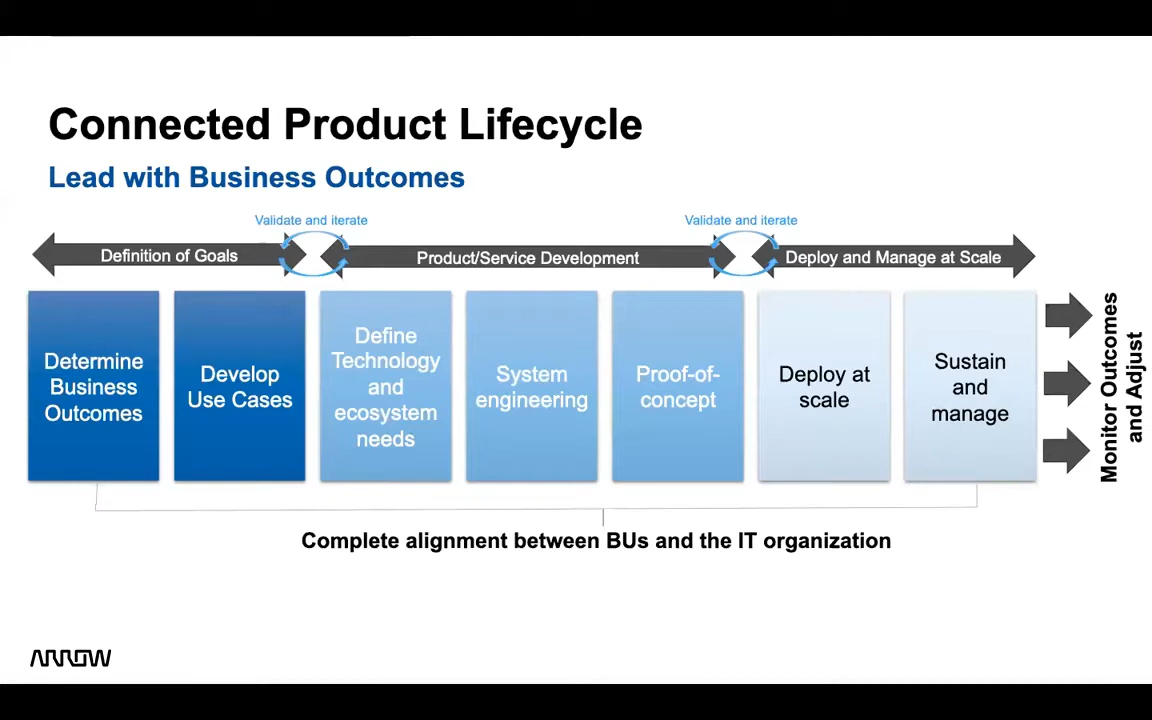 Connected Product Lifecycle
Lead with Business Outcomes
Validate and iterate
Validate and iterate
Definition of Goals
Product/Service Development
Deploy and Manage at Scale
Determine
Business
Outcomes
Develop
Use Cases
Define
Technology
and
ecosystem
needs
System
engineering
Proof-of-
concept
Deploy at
scale
Sustain
and
manage
Monitor Outcomes
and Adjust
Complete alignment between BUs and the IT organization
ARROW